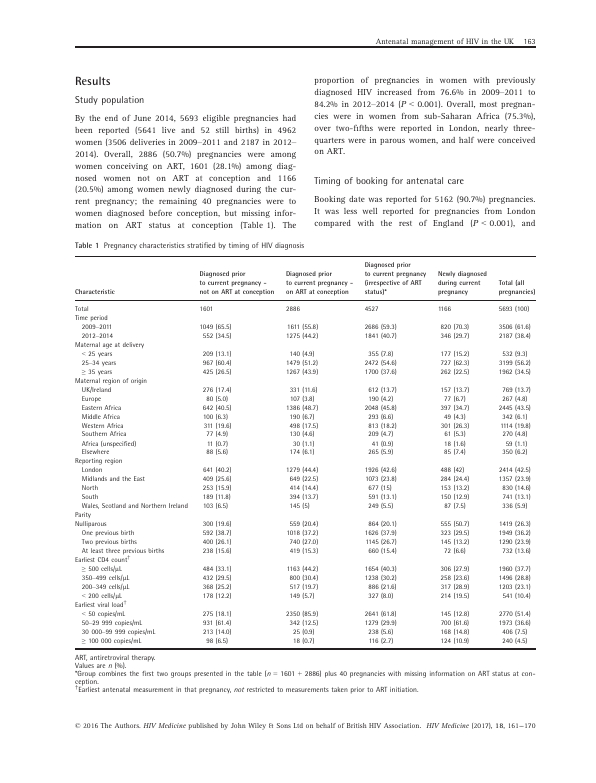 Antenatal management of HIV in the UK 163
Results
Study population
By the end of June 2014, 5693 eligible pregnancies had
been reported (5641 live and 52 still births) in 4962
women (3506 deliveries in 2009–2011 and 2187 in 2012–
2014). Overall, 2886 (50.7%) pregnancies were among
women conceiving on ART, 1601 (28.1%) among diag-
nosed women not on ART at conception and 1166
(20.5%) among women newly diagnosed during the cur-
rent pregnancy; the remaining 40 pregnancies were to
women diagnosed before conception, but missing infor-
mation on ART status at conception (Table 1). The
proportion of pregnancies in women with previously
diagnosed HIV increased from 76.6% in 2009–2011 to
84.2% in 2012–2014 (P < 0.001). Overall, most pregnan-
cies were in women from sub-Saharan Africa (75.3%),
over two-fifths were reported in London, nearly three-
quarters were in parous women, and half were conceived
on ART.
Timing of booking for antenatal care
Booking date was reported for 5162 (90.7%) pregnancies.
It was less well reported for pregnancies from London
compared with the rest of England (P < 0.001), and
Table 1 Pregnancy characteristics stratified by timing of HIV diagnosis
Characteristic | Diagnosed prior to current pregnancy – not on ART at conception | Diagnosed prior to current pregnancy – on ART at conception | Diagnosed prior to current pregnancy (irrespective of ART status)* | Newly diagnosed during current pregnancy | Total (all pregnancies)
Total 1601 2886 4527 1166 5693 (100)
Time period
2009–2011 1049 (65.5) 1611 (55.8) 2686 (59.3) 820 (70.3) 3506 (61.6)
2012–2014 552 (34.5) 1275 (44.2) 1841 (40.7) 346 (29.7) 2187 (38.4)
Maternal age at delivery
< 25 years 209 (13.1) 140 (4.9) 355 (7.8) 177 (15.2) 532 (9.3)
25–34 years 967 (60.4) 1479 (51.2) 2472 (54.6) 727 (62.3) 3199 (56.2)
≥ 35 years 425 (26.5) 1267 (43.9) 1700 (37.6) 262 (22.5) 1962 (34.5)
Maternal region of origin
UK/Ireland 276 (17.4) 331 (11.6) 612 (13.7) 157 (13.7) 769 (13.7)
Europe 80 (5.0) 107 (3.8) 190 (4.2) 77 (6.7) 267 (4.8)
Eastern Africa 642 (40.5) 1386 (48.7) 2048 (45.8) 397 (34.7) 2445 (43.5)
Middle Africa 100 (6.3) 190 (6.7) 293 (6.6) 49 (4.3) 342 (6.1)
Western Africa 311 (19.6) 498 (17.5) 813 (18.2) 301 (26.3) 1114 (19.8)
Southern Africa 77 (4.9) 130 (4.6) 209 (4.7) 61 (5.3) 270 (4.8)
Africa (unspecified) 11 (0.7) 30 (1.1) 41 (0.9) 18 (1.6) 59 (1.1)
Elsewhere 88 (5.6) 174 (6.1) 265 (5.9) 85 (7.4) 350 (6.2)
Reporting region
London 641 (40.2) 1279 (44.4) 1926 (42.6) 488 (42) 2414 (42.5)
Midlands and the East 409 (25.6) 649 (22.5) 1073 (23.8) 284 (24.4) 1357 (23.9)
North 253 (15.9) 414 (14.4) 677 (15) 153 (13.2) 830 (14.6)
South 189 (11.8) 394 (13.7) 591 (13.1) 150 (12.9) 741 (13.1)
Wales, Scotland and Northern Ireland 103 (6.5) 145 (5) 249 (5.5) 87 (7.5) 336 (5.9)
Parity
Nulliparous 300 (19.6) 559 (20.4) 864 (20.1) 555 (50.7) 1419 (26.3)
One previous birth 592 (38.7) 1018 (37.2) 1626 (37.9) 323 (29.5) 1949 (36.2)
Two previous births 400 (26.1) 740 (27.0) 1145 (26.7) 145 (13.2) 1290 (23.9)
At least three previous births 238 (15.6) 419 (15.3) 660 (15.4) 72 (6.6) 732 (13.6)
Earliest CD4 count†
≥ 500 cells/μL 484 (33.1) 1163 (44.2) 1654 (40.3) 306 (27.9) 1960 (37.7)
350–499 cells/μL 432 (29.5) 800 (30.4) 1238 (30.2) 258 (23.6) 1496 (28.8)
200–349 cells/μL 368 (25.2) 517 (19.7) 886 (21.6) 317 (28.9) 1203 (23.1)
< 200 cells/μL 178 (12.2) 149 (5.7) 327 (8.0) 214 (19.5) 541 (10.4)
Earliest viral load†
< 50 copies/mL 275 (18.1) 2350 (85.9) 2641 (61.8) 145 (12.8) 2770 (51.4)
50–29 999 copies/mL 931 (61.4) 342 (12.5) 1279 (29.9) 700 (61.6) 1973 (36.6)
30 000–99 999 copies/mL 213 (14.0) 25 (0.9) 238 (5.6) 168 (14.8) 406 (7.5)
≥ 100 000 copies/mL 98 (6.5) 18 (0.7) 116 (2.7) 124 (10.9) 240 (4.5)
ART, antiretroviral therapy.
Values are n (%).
*Group combines the first two groups presented in the table (n = 1601 + 2886) plus 40 pregnancies with missing information on ART status at con-
ception.
†Earliest antenatal measurement in that pregnancy, not restricted to measurements taken prior to ART initiation.
© 2016 The Authors. HIV Medicine published by John Wiley & Sons Ltd on behalf of British HIV Association. HIV Medicine (2017), 18, 161–170